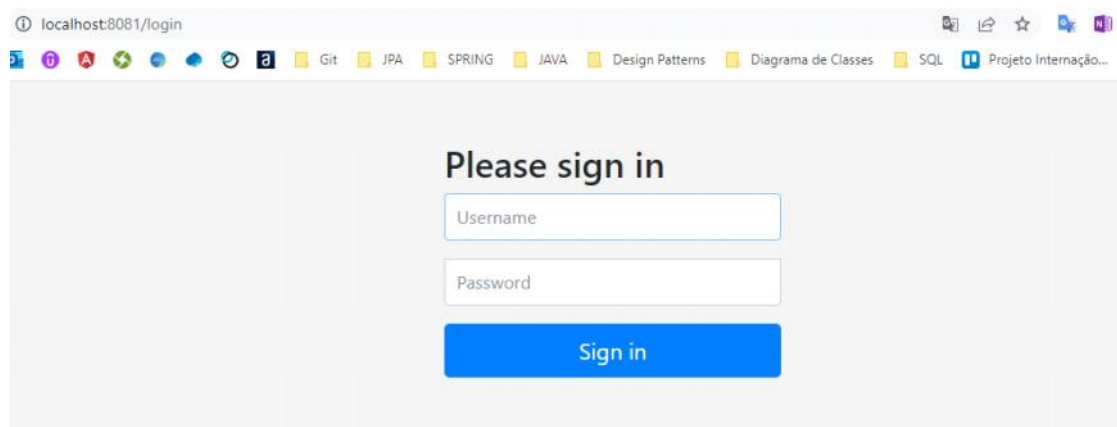 localhost:8081/login
Git JPA SPRING JAVA Design Patterns Diagrama de Classes SQL Projeto Internação...
Please sign in
Username
Password
Sign in